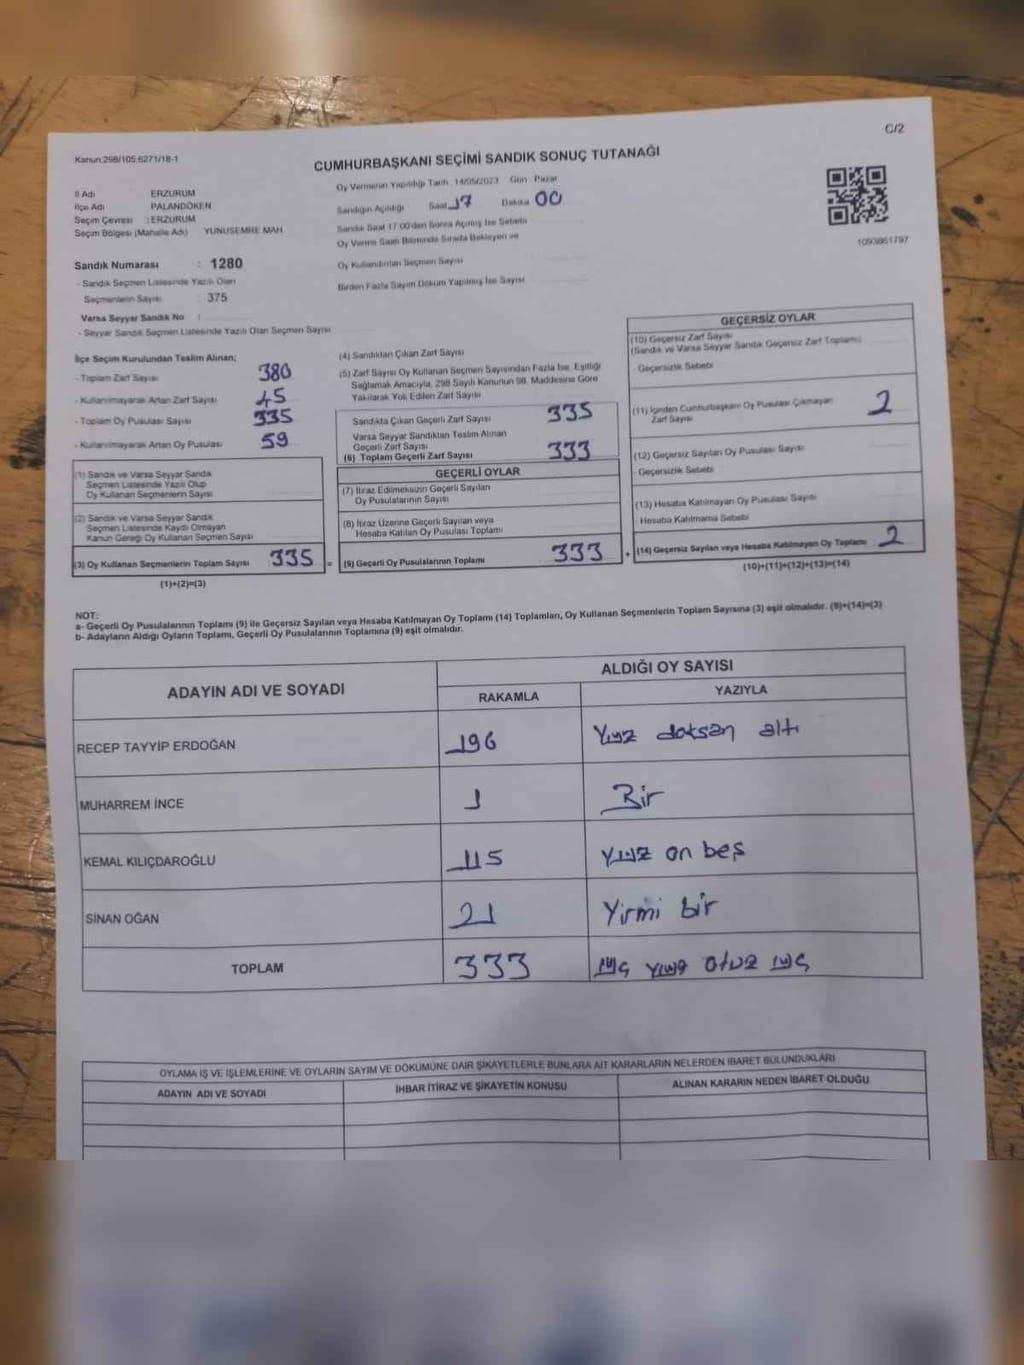 C/2
Kanun:298/105;6271/18-1
CUMHURBAŞKANI SEÇİMİ SANDIK SONUÇ TUTANAĞI
İl Adı ERZURUM
İlçe Adı PALANDÖKEN
Seçim Çevresi : ERZURUM
Seçim Bölgesi (Mahalle Adı) YUNUSEMRE MAH
Sandık Numarası : 1280
- Sandık Seçmen Listesinde Yazılı Olan
Seçmenlerin Sayısı : 375
Varsa Seyyar Sandık No :
- Seyyar Sandık Seçmen Listesinde Yazılı Olan Seçmen Sayısı
Oy Vermenin Yapıldığı Tarih : 14/05/2023 Gün : Pazar
Sandığın Açıldığı Saat 17 Dakika 00
Sandık Saat 17:00'den Sonra Açılmış İse Sebebi
Oy Verme Saati Bitiminde Sırada Bekleyen ve
Oy Kullandırılan Seçmen Sayısı
Birden Fazla Sayım Döküm Yapılmış İse Sayısı
1093861797
İlçe Seçim Kurulundan Teslim Alınan;
- Toplam Zarf Sayısı 380
- Kullanılmayarak Artan Zarf Sayısı 45
- Toplam Oy Pusulası Sayısı 335
- Kullanılmayarak Artan Oy Pusulası 59
(1) Sandık ve Varsa Seyyar Sandık
Seçmen Listesinde Yazılı Olup
Oy Kullanan Seçmenlerin Sayısı
(2) Sandık ve Varsa Seyyar Sandık
Seçmen Listesinde Kaydı Olmayan
Kanun Gereği Oy Kullanan Seçmen Sayısı
(3) Oy Kullanan Seçmenlerin Toplam Sayısı 335 =
(1)+(2)=(3)
(4) Sandıktan Çıkan Zarf Sayısı
(5) Zarf Sayısı Oy Kullanan Seçmen Sayısından Fazla İse, Eşitliği
Sağlamak Amacıyla, 298 Sayılı Kanunun 98. Maddesine Göre
Yakılarak Yok Edilen Zarf Sayısı
Sandıkta Çıkan Geçerli Zarf Sayısı 335
Varsa Seyyar Sandıktan Teslim Alınan
Geçerli Zarf Sayısı
(6) Toplam Geçerli Zarf Sayısı 333
GEÇERLİ OYLAR
(7) İtiraz Edilmeksizin Geçerli Sayılan
Oy Pusulalarının Sayısı
(8) İtiraz Üzerine Geçerli Sayılan veya
Hesaba Katılan Oy Pusulası Toplamı
(9) Geçerli Oy Pusulalarının Toplamı 333 +
GEÇERSİZ OYLAR
(10) Geçersiz Zarf Sayısı
(Sandık ve Varsa Seyyar Sandık Geçersiz Zarf Toplamı)
- Geçersizlik Sebebi
(11) İçinden Cumhurbaşkanı Oy Pusulası Çıkmayan
Zarf Sayısı 2
(12) Geçersiz Sayılan Oy Pusulası Sayısı
- Geçersizlik Sebebi
(13) Hesaba Katılmayan Oy Pusulası Sayısı
Hesaba Katılmama Sebebi
(14) Geçersiz Sayılan veya Hesaba Katılmayan Oy Toplamı 2
(10)+(11)+(12)+(13)=(14)
NOT:
a- Geçerli Oy Pusulalarının Toplamı (9) ile Geçersiz Sayılan veya Hesaba Katılmayan Oy Toplamı (14) Toplamları, Oy Kullanan Seçmenlerin Toplam Sayısına (3) eşit olmalıdır. (9)+(14)=(3)
b- Adayların Aldığı Oyların Toplamı, Geçerli Oy Pusulalarının Toplamına (9) eşit olmalıdır.
ADAYIN ADI VE SOYADI ALDIĞI OY SAYISI
RAKAMLA YAZIYLA
RECEP TAYYİP ERDOĞAN 196 Yüz doksan altı
MUHARREM İNCE 1 Bir
KEMAL KILIÇDAROĞLU 115 Yüz on beş
SİNAN OĞAN 21 Yirmi bir
TOPLAM 333 üç yüz otuz üç
OYLAMA İŞ VE İŞLEMLERİNE VE OYLARIN SAYIM VE DÖKÜMÜNE DAİR ŞİKAYETLERLE BUNLARA AİT KARARLARIN NELERDEN İBARET BULUNDUKLARI
ADAYIN ADI VE SOYADI İHBAR İTİRAZ VE ŞİKAYETİN KONUSU ALINAN KARARIN NEDEN İBARET OLDUĞU